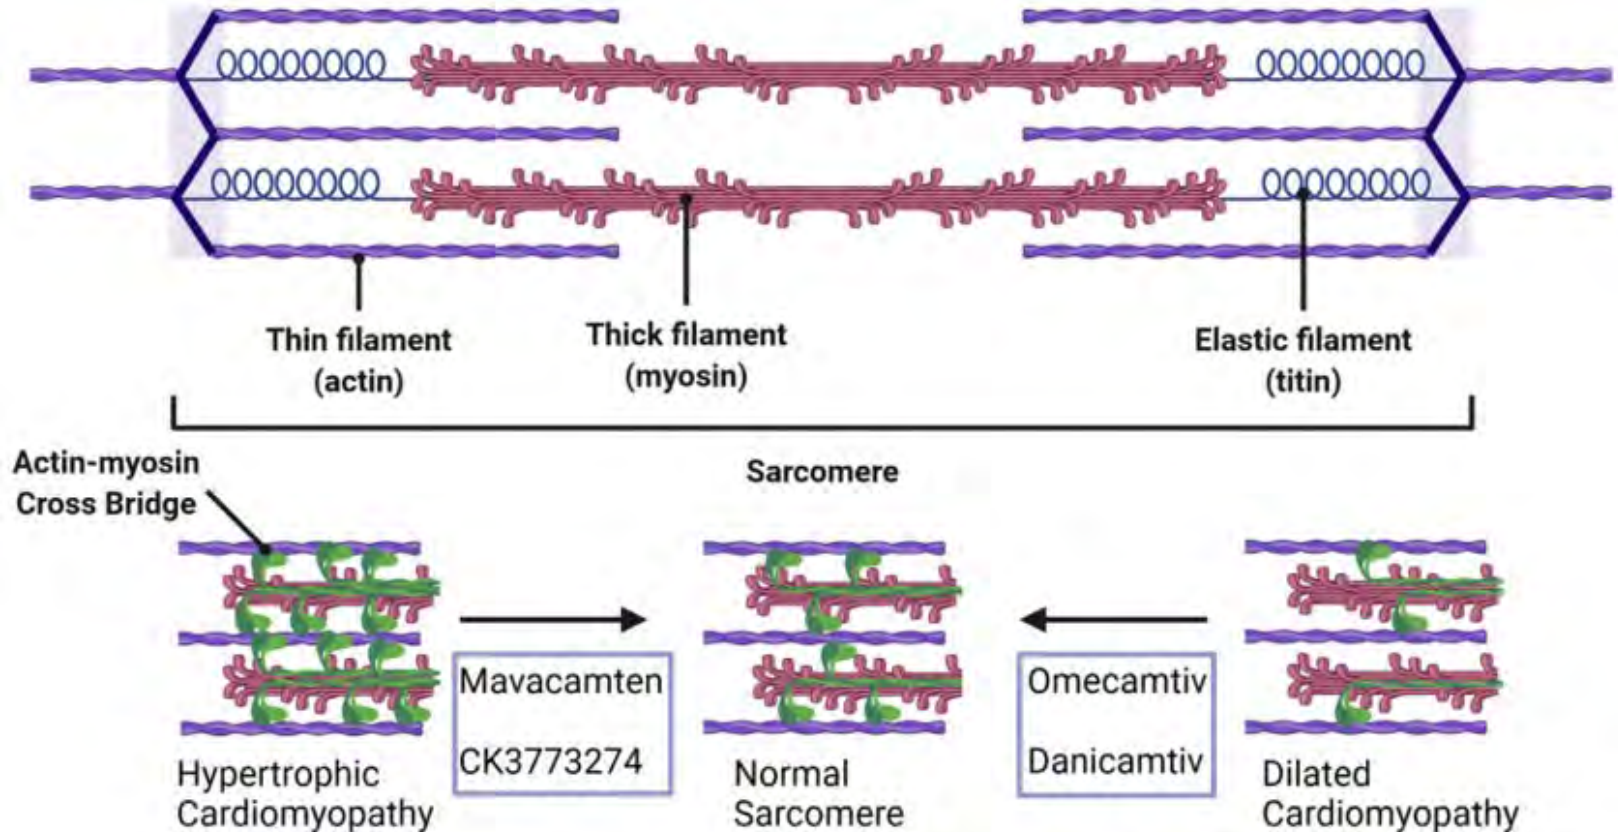 Thin filament
(actin)
Thick filament
(myosin)
Elastic filament
(titin)
Sarcomere
Actin-myosin
Cross Bridge
Mavacamten
CK3773274
Omecamtiv
Danicamtiv
Hypertrophic
Cardiomyopathy
Normal
Sarcomere
Dilated
Cardiomyopathy